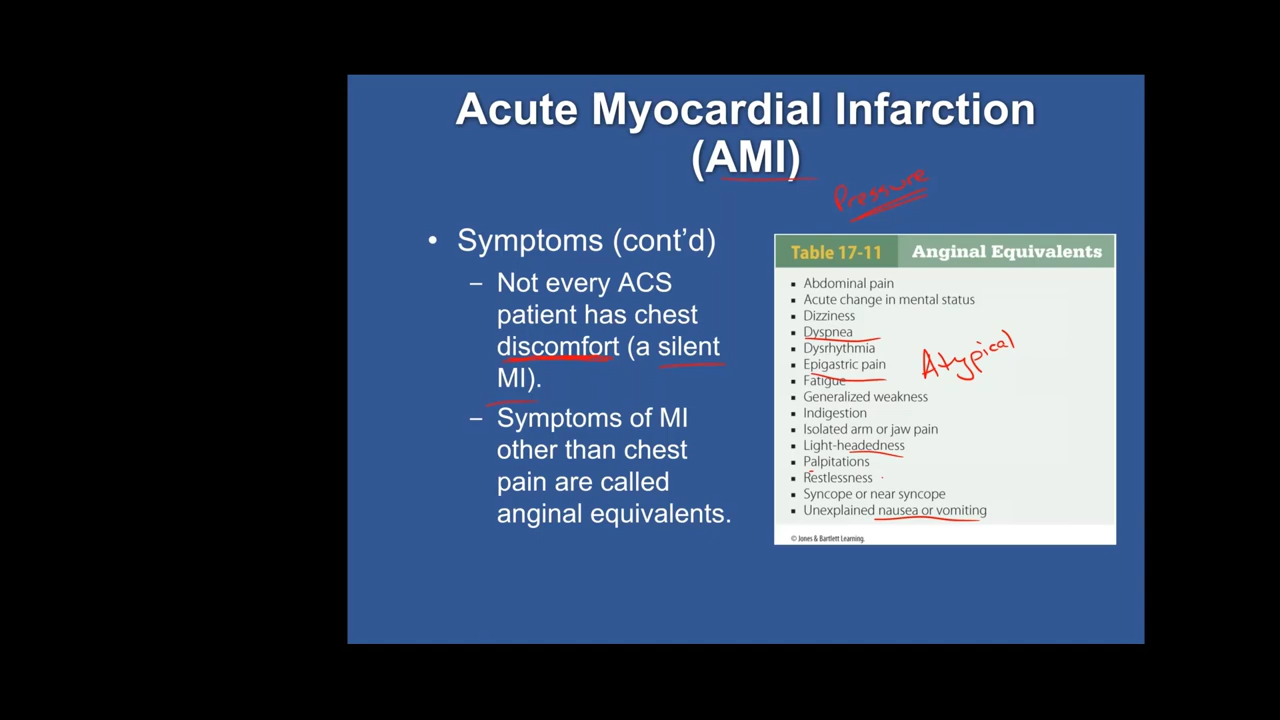 Acute Myocardial Infarction
(AMI)
Pressure
• Symptoms (cont’d)
– Not every ACS
patient has chest
discomfort (a silent
MI).
– Symptoms of MI
other than chest
pain are called
anginal equivalents.
Table 17-11 Anginal Equivalents
▪ Abdominal pain
▪ Acute change in mental status
▪ Dizziness
▪ Dyspnea
▪ Dysrhythmia
▪ Epigastric pain
▪ Fatigue
▪ Generalized weakness
▪ Indigestion
▪ Isolated arm or jaw pain
▪ Light-headedness
▪ Palpitations
▪ Restlessness
▪ Syncope or near syncope
▪ Unexplained nausea or vomiting
Atypical
© Jones & Bartlett Learning.